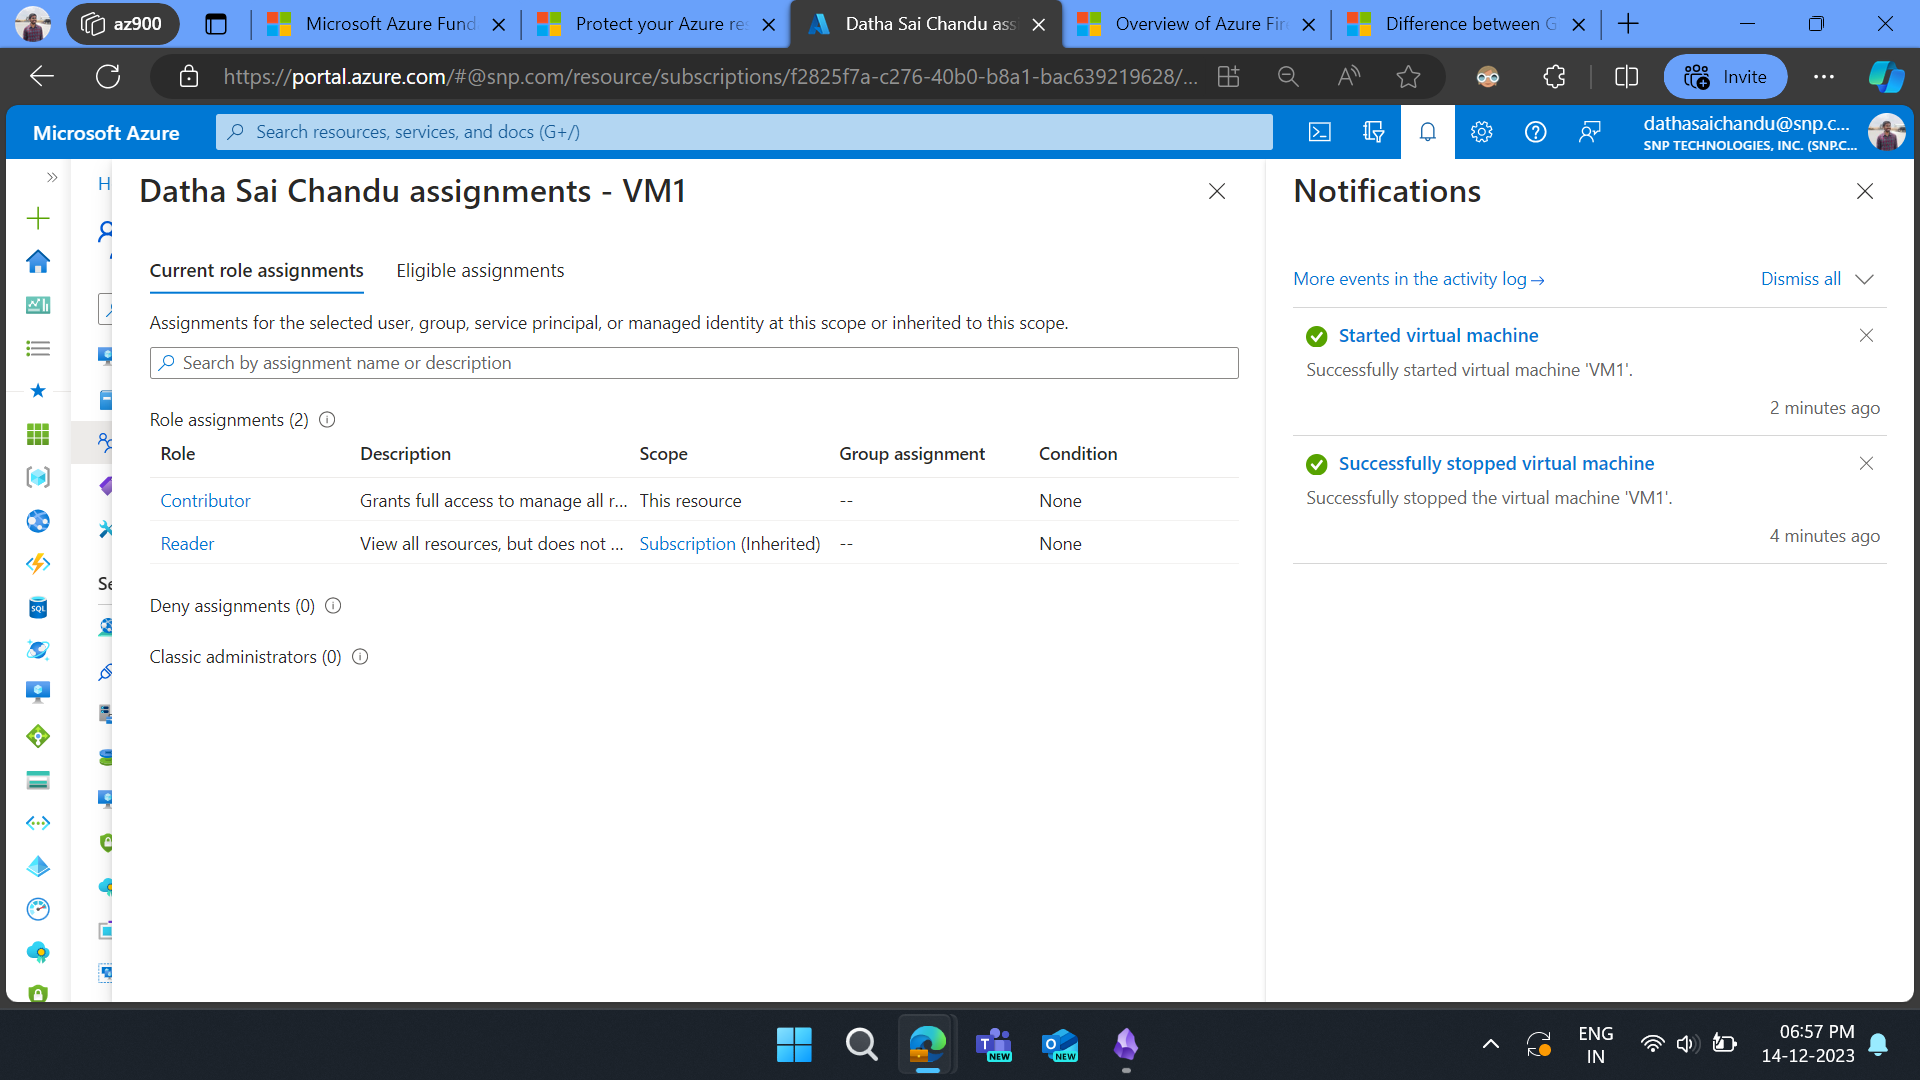 az900
Microsoft Azure Fund
Protect your Azure re
Datha Sai Chandu ass
Overview of Azure Fir
Difference between G
https://portal.azure.com/#@snp.com/resource/subscriptions/f2825f7a-c276-40b0-b8a1-bac639219628/...
Invite
Microsoft Azure
Search resources, services, and docs (G+/)
dathasaichandu@snp.c...
SNP TECHNOLOGIES, INC. (SNP.C...
H
Datha Sai Chandu assignments - VM1
Current role assignments
Eligible assignments
Assignments for the selected user, group, service principal, or managed identity at this scope or inherited to this scope.
Search by assignment name or description
Role assignments (2)
Role Description Scope Group assignment Condition
Contributor Grants full access to manage all r... This resource -- None
Reader View all resources, but does not ... Subscription (Inherited) -- None
Se
Deny assignments (0)
Classic administrators (0)
SQL
Notifications
More events in the activity log→
Dismiss all
Started virtual machine
Successfully started virtual machine 'VM1'.
2 minutes ago
Successfully stopped virtual machine
Successfully stopped the virtual machine 'VM1'.
4 minutes ago
T
NEW
O
NEW
ENG
IN
06:57 PM
14-12-2023